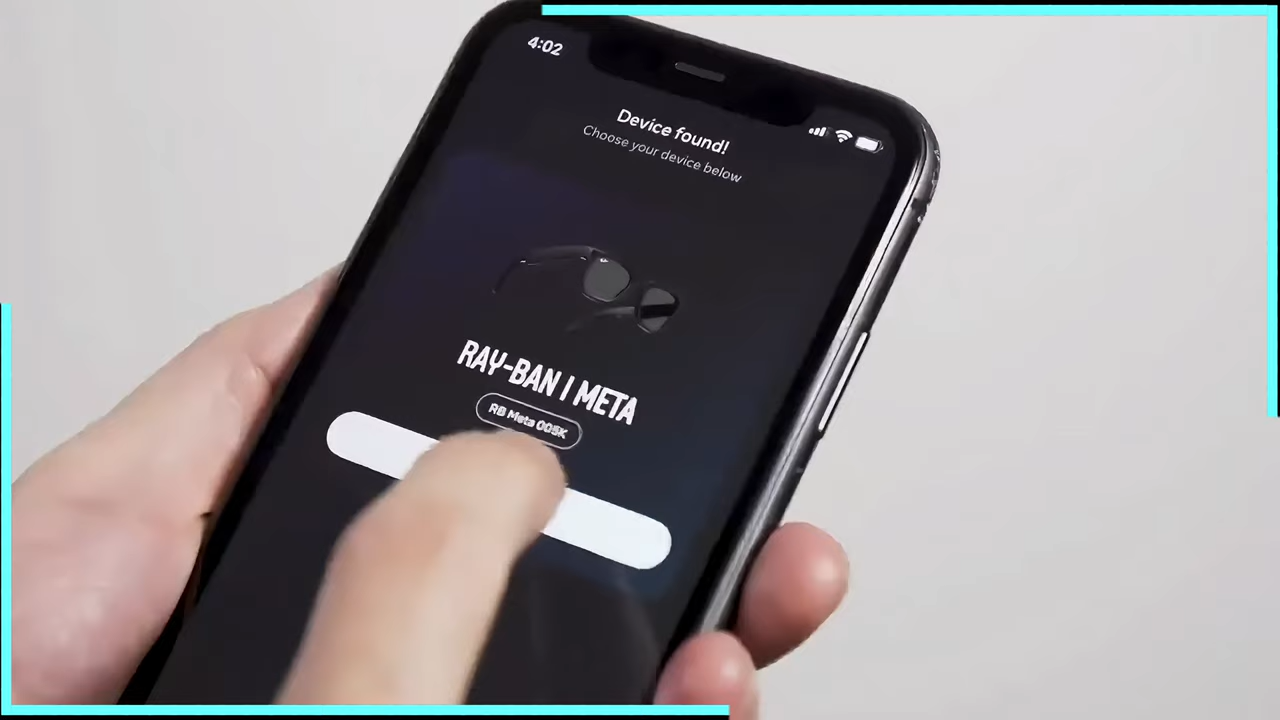 4:02
Device found!
Choose your device below
RAY-BAN | META
RB Meta 005K